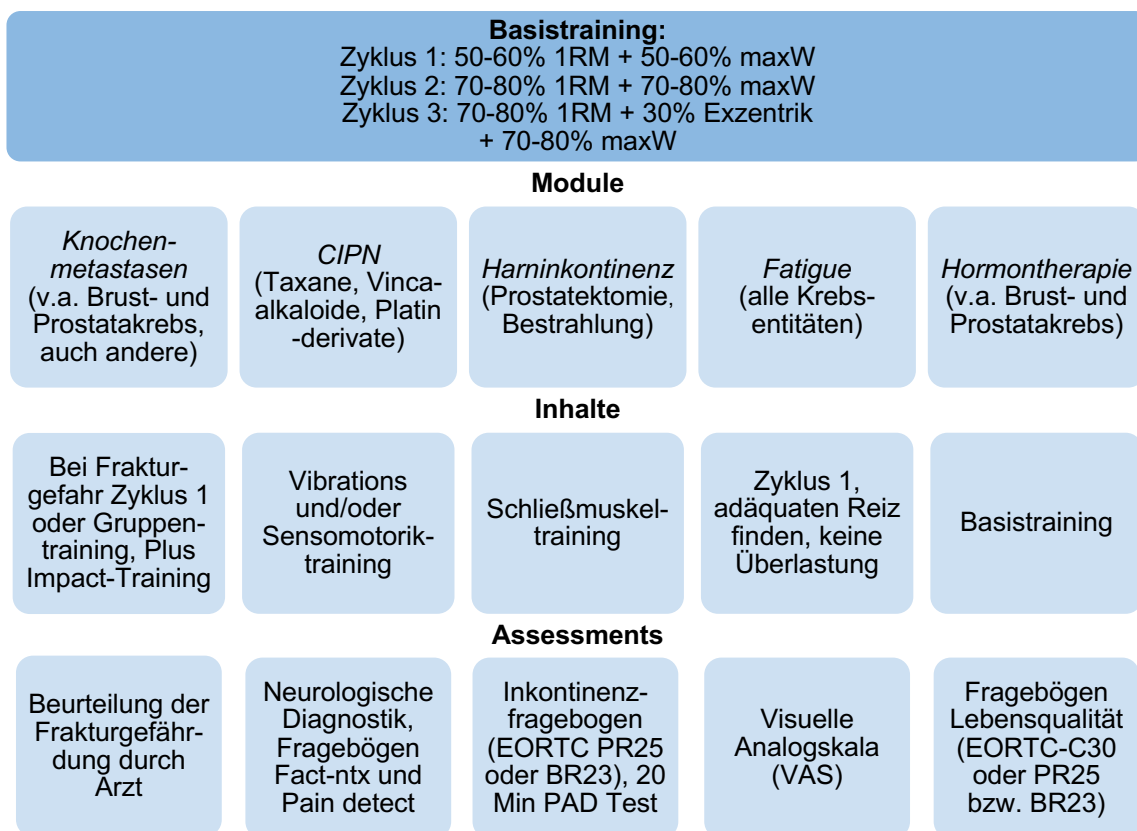 Basistraining:
Zyklus 1: 50-60% 1RM + 50-60% maxW
Zyklus 2: 70-80% 1RM + 70-80% maxW
Zyklus 3: 70-80% 1RM + 30% Exzentrik
+ 70-80% maxW
Module
Knochen-
metastasen
(v.a. Brust- und
Prostatakrebs,
auch andere)
CIPN
(Taxane, Vinca-
alkaloide, Platin
-derivate)
Harninkontinenz
(Prostatektomie,
Bestrahlung)
Fatigue
(alle Krebs-
entitäten)
Hormontherapie
(v.a. Brust- und
Prostatakrebs)
Inhalte
Bei Fraktur-
gefahr Zyklus 1
oder Gruppen-
training, Plus
Impact-Training
Vibrations
und/oder
Sensomotorik-
training
Schließmuskel-
training
Zyklus 1,
adäquaten Reiz
finden, keine
Überlastung
Basistraining
Assessments
Beurteilung der
Frakturgefähr-
dung durch
Arzt
Neurologische
Diagnostik,
Fragebögen
Fact-ntx und
Pain detect
Inkontinenz-
fragebogen
(EORTC PR25
oder BR23), 20
Min PAD Test
Visuelle
Analogskala
(VAS)
Fragebögen
Lebensqualität
(EORTC-C30
oder PR25
bzw. BR23)